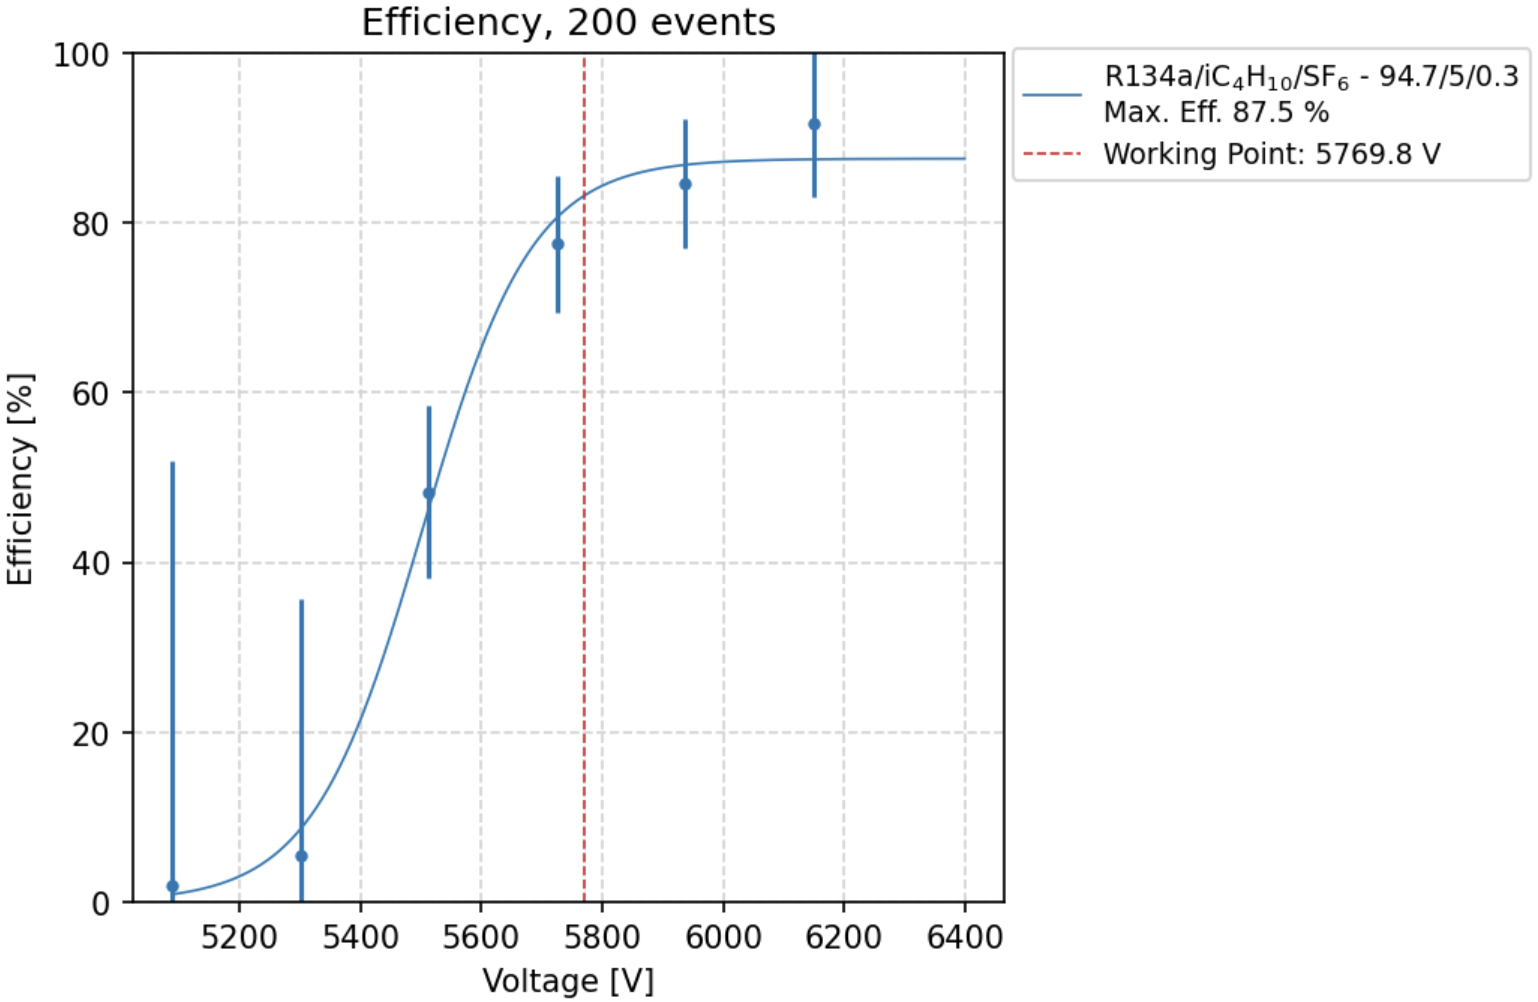 Efficiency, 200 events
R134a/iC₄H₁₀/SF₆ - 94.7/5/0.3
Max. Eff. 87.5 %
Working Point: 5769.8 V
Efficiency [%]
100
80
60
40
20
0
5200 5400 5600 5800 6000 6200 6400
Voltage [V]